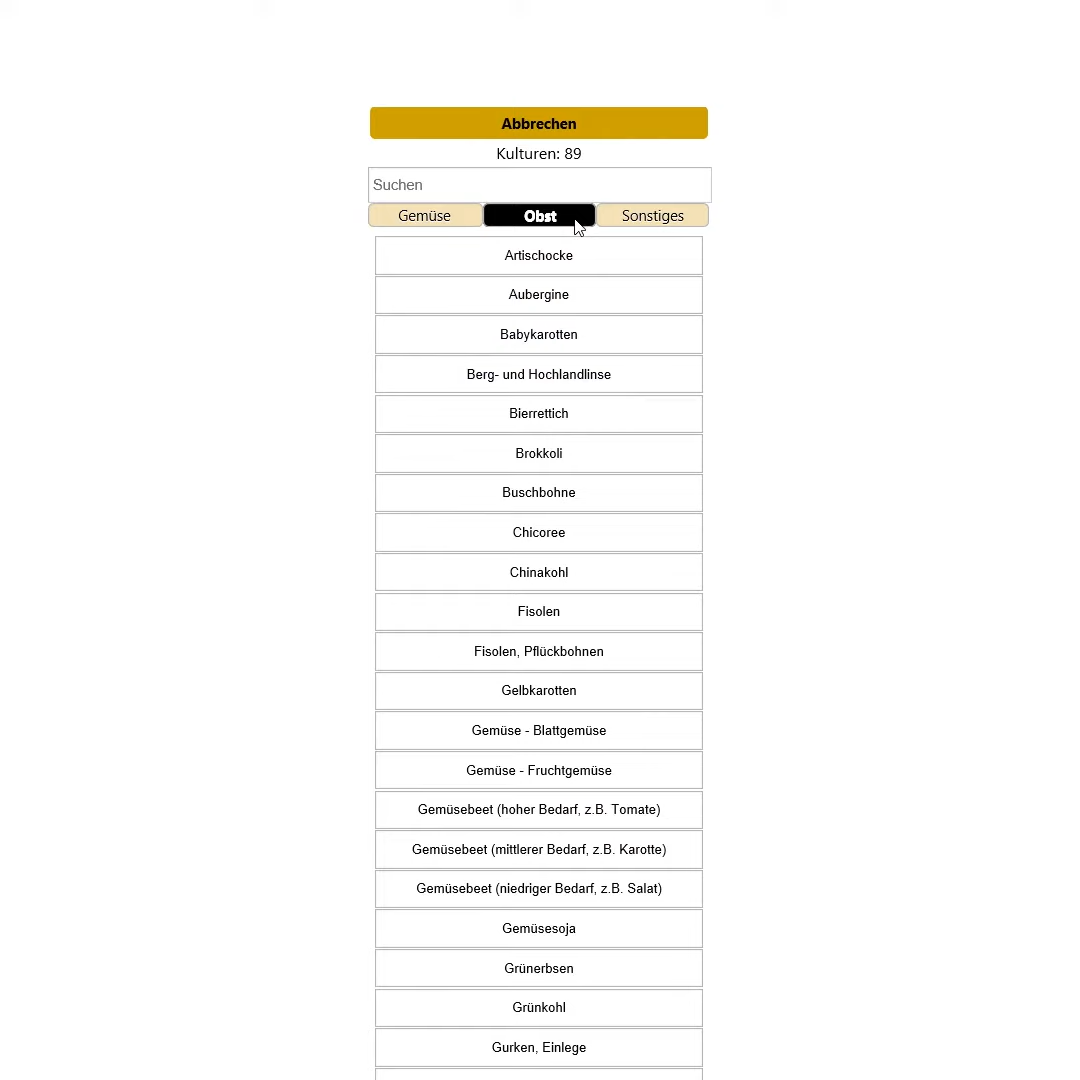 Abbrechen
Kulturen: 89
Suchen
Gemüse Obst Sonstiges
Artischocke
Aubergine
Babykarotten
Berg- und Hochlandlinse
Bierrettich
Brokkoli
Buschbohne
Chicoree
Chinakohl
Fisolen
Fisolen, Pflückbohnen
Gelbkarotten
Gemüse - Blattgemüse
Gemüse - Fruchtgemüse
Gemüsebeet (hoher Bedarf, z.B. Tomate)
Gemüsebeet (mittlerer Bedarf, z.B. Karotte)
Gemüsebeet (niedriger Bedarf, z.B. Salat)
Gemüsesoja
Grünerbsen
Grünkohl
Gurken, Einlege